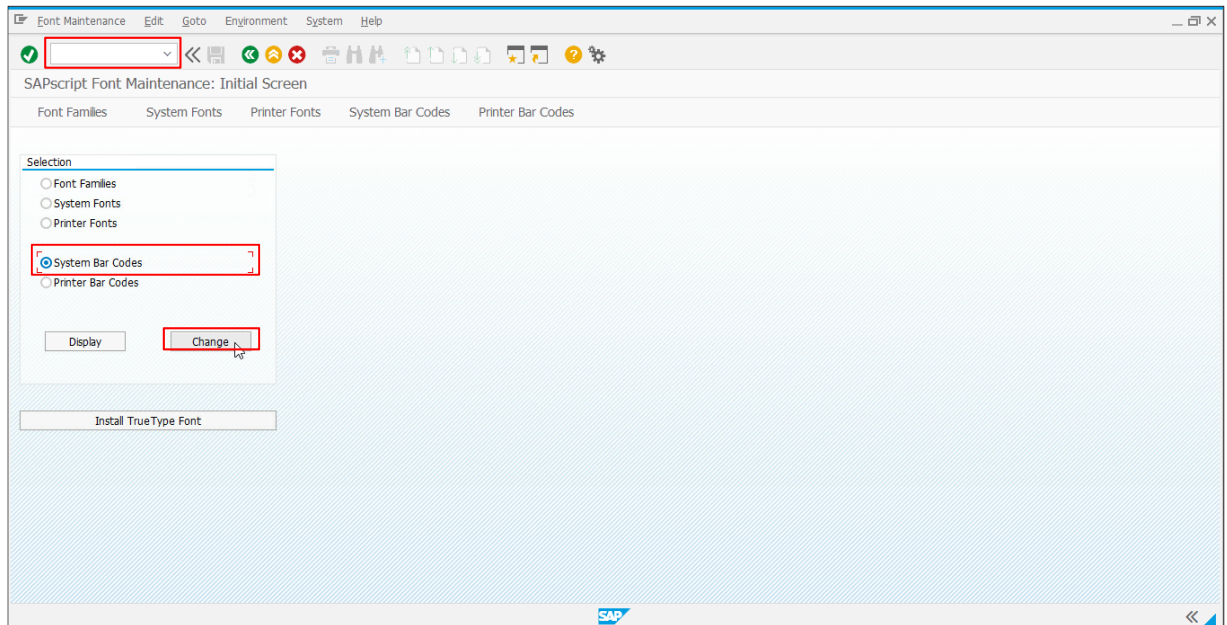 Font Maintenance Edit Goto Environment System Help
SAPscript Font Maintenance: Initial Screen
Font Families System Fonts Printer Fonts System Bar Codes Printer Bar Codes
Selection
Font Families
System Fonts
Printer Fonts
System Bar Codes
Printer Bar Codes
Display Change
Install TrueType Font
SAP